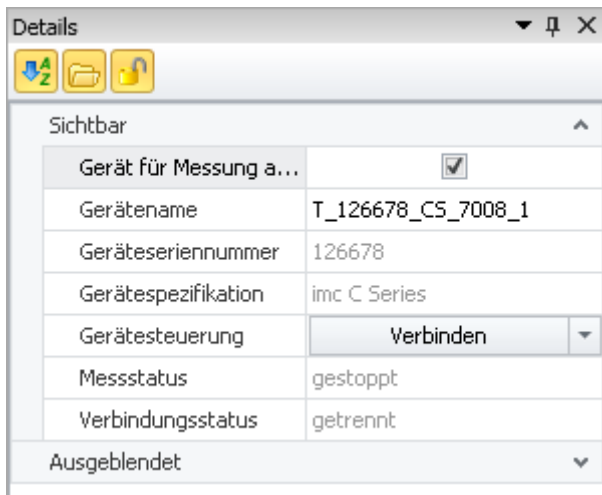 Details
Sichtbar
Gerät für Messung a...
Gerätename T_126678_CS_7008_1
Geräteseriennummer 126678
Gerätespezifikation imc C Series
Gerätesteuerung Verbinden
Messstatus gestoppt
Verbindungsstatus getrennt
Ausgeblendet